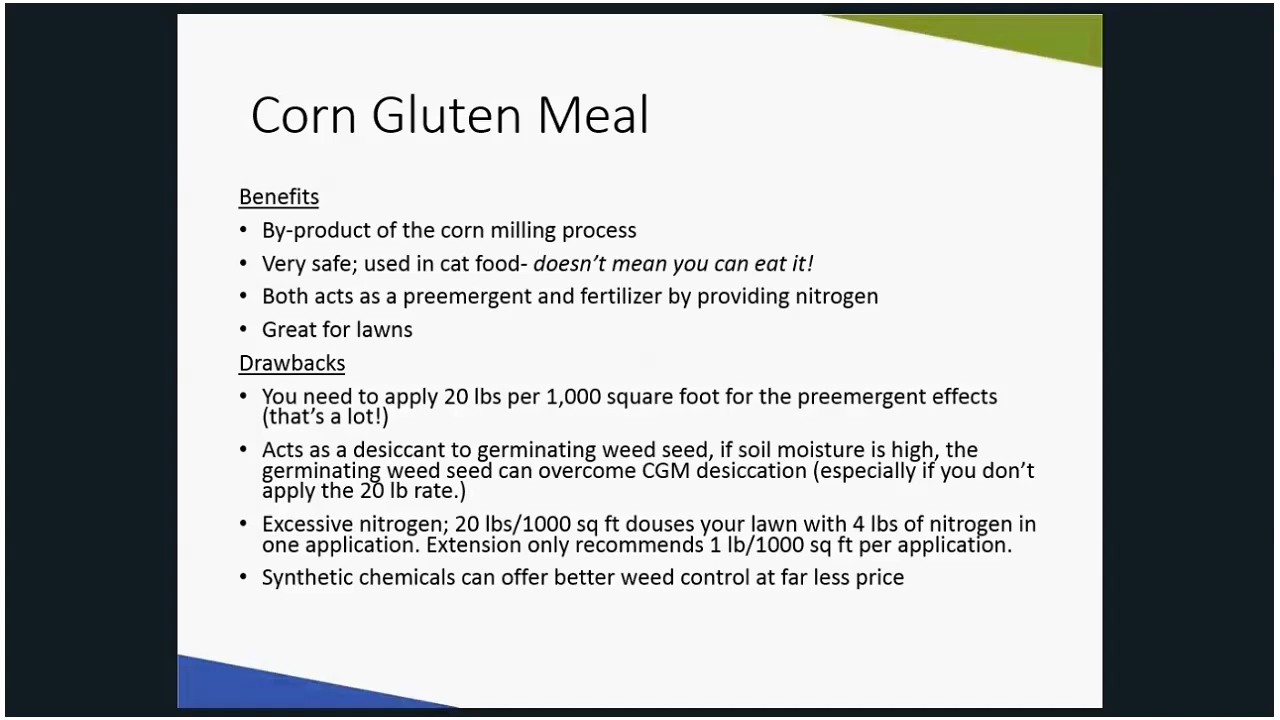 Corn Gluten Meal
Benefits
• By-product of the corn milling process
• Very safe; used in cat food- doesn't mean you can eat it!
• Both acts as a preemergent and fertilizer by providing nitrogen
• Great for lawns
Drawbacks
• You need to apply 20 lbs per 1,000 square foot for the preemergent effects
(that's a lot!)
• Acts as a desiccant to germinating weed seed, if soil moisture is high, the
germinating weed seed can overcome CGM desiccation (especially if you don't
apply the 20 lb rate.)
• Excessive nitrogen; 20 lbs/1000 sq ft douses your lawn with 4 lbs of nitrogen in
one application. Extension only recommends 1 lb/1000 sq ft per application.
• Synthetic chemicals can offer better weed control at far less price